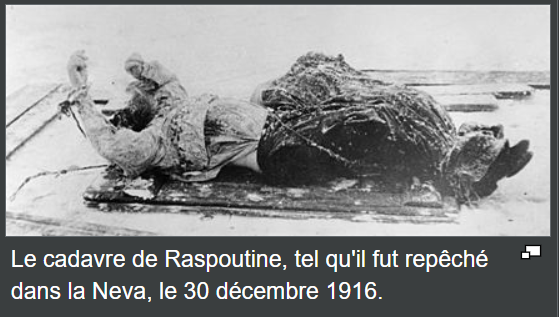 Le cadavre de Raspoutine, tel qu'il fut repêché
dans la Neva, le 30 décembre 1916.